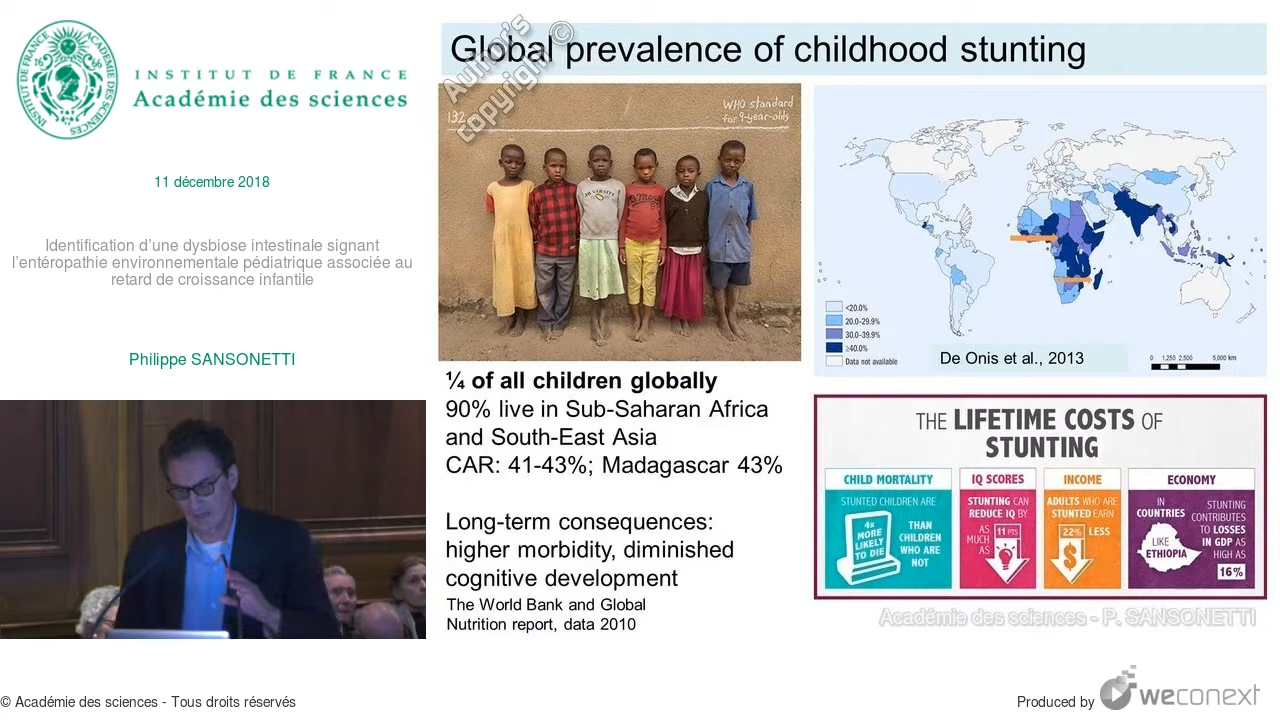 INSTITUT DE FRANCE
Académie des sciences
11 décembre 2018
Identification d'une dysbiose intestinale signant
l'entéropathie environnementale pédiatrique associée au
retard de croissance infantile
Philippe SANSONETTI
Global prevalence of childhood stunting
Author's
copyright ©
132
WHO standard
for 9-year-olds
¼ of all children globally
90% live in Sub-Saharan Africa
and South-East Asia
CAR: 41-43%; Madagascar 43%
Long-term consequences:
higher morbidity, diminished
cognitive development
The World Bank and Global
Nutrition report, data 2010
<20.0%
20.0–29.9%
30.0–39.9%
≥40.0%
Data not available
De Onis et al., 2013
0 1,250 2,500 5,000 km
THE LIFETIME COSTS OF
STUNTING
CHILD MORTALITY
STUNTED CHILDREN ARE
4x
MORE
LIKELY
TO DIE
THAN
CHILDREN
WHO ARE
NOT
IQ SCORES
STUNTING CAN
REDUCE IQ BY
AS
MUCH
AS
11 PTS
INCOME
ADULTS WHO ARE
STUNTED EARN
22%
LESS
$
ECONOMY
IN
COUNTRIES
LIKE
ETHIOPIA
STUNTING
CONTRIBUTES
TO LOSSES
IN GDP AS
HIGH AS
16%
Académie des sciences - P. SANSONETTI
© Académie des sciences - Tous droits réservés
Produced by
weconext